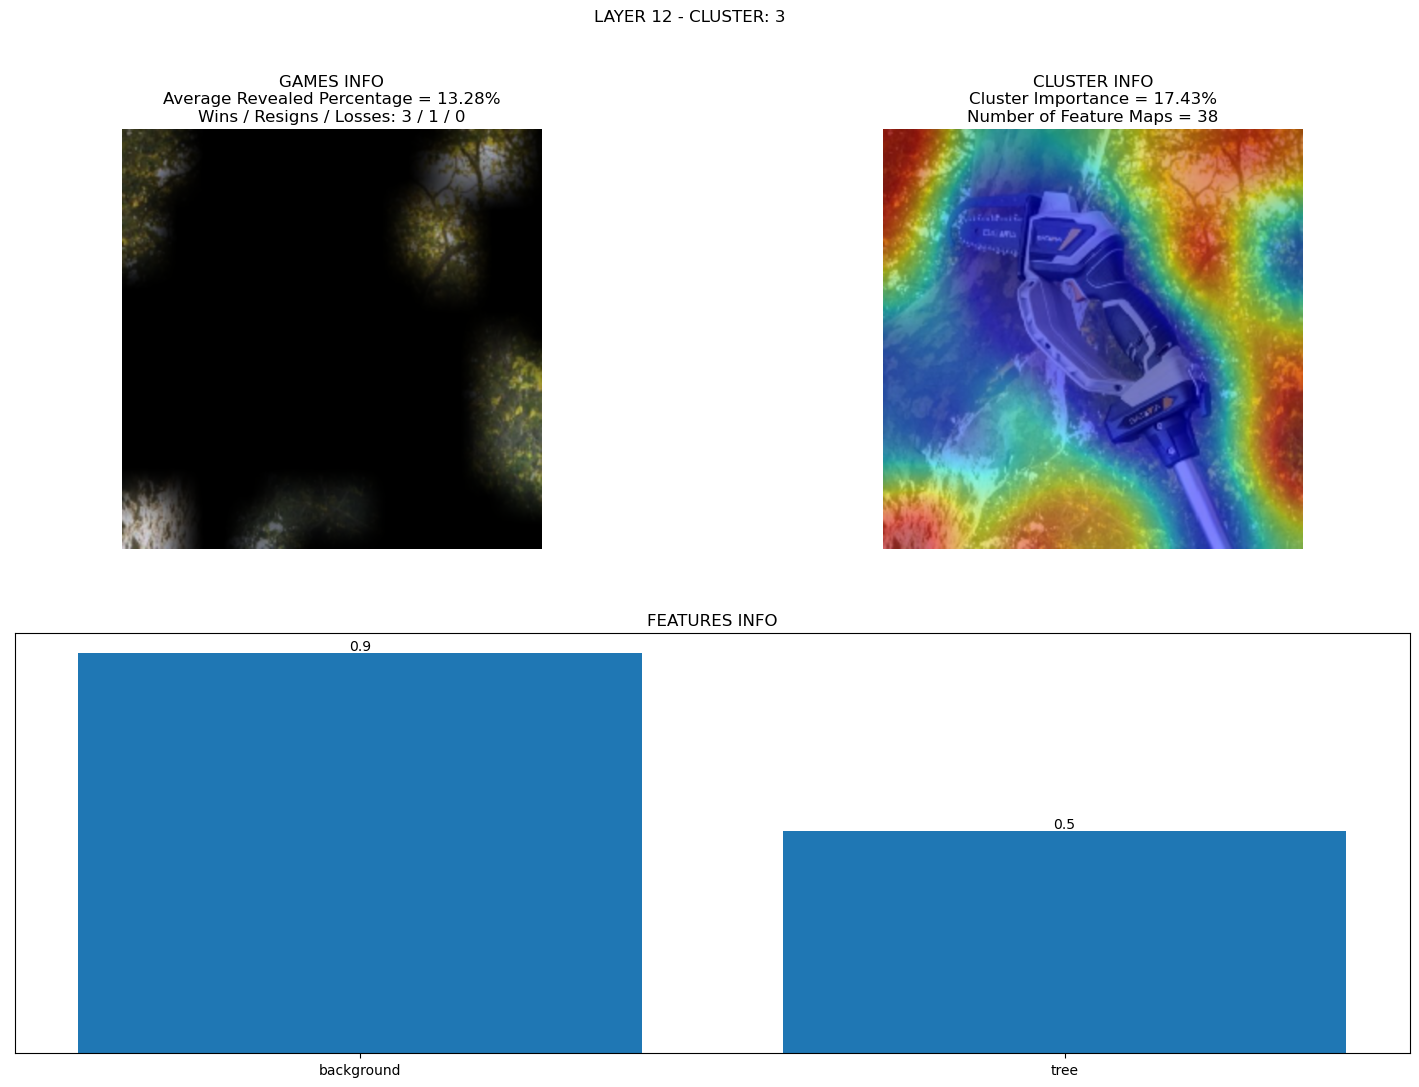 LAYER 12 - CLUSTER: 3
GAMES INFO
Average Revealed Percentage = 13.28%
Wins / Resigns / Losses: 3 / 1 / 0
CLUSTER INFO
Cluster Importance = 17.43%
Number of Feature Maps = 38
FEATURES INFO
0.9
0.5
background
tree